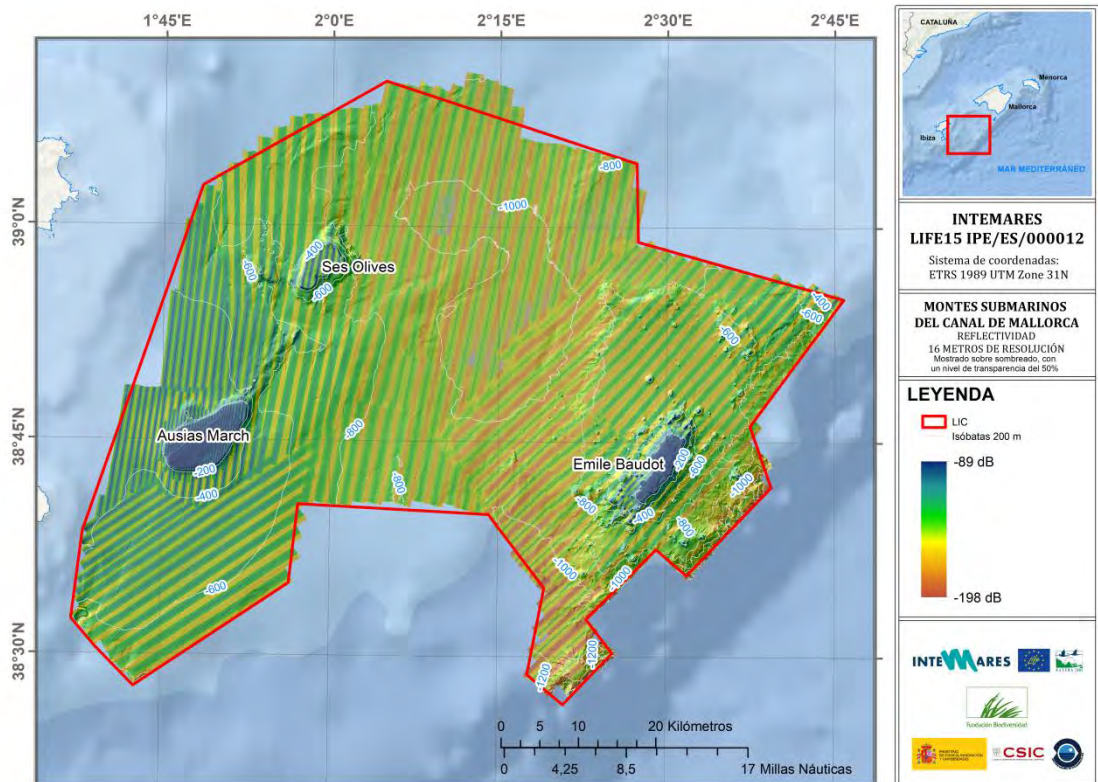 1°45'E
2°0'E
2°15'E
2°30'E
2°45'E
39°0'N
38°45'N
38°30'N
-800
-1000
-400
Ses Olives
-600
-600
-400
-600
-600
Ausias March
-200
-400
-800
-800
Emile Baudot
-200
-600
-400
-800
-800
-1000
-1000
-1000
-600
-1200
-1200
0 5 10 20 Kilómetros
0 4,25 8,5 17 Millas Náuticas
CATALUÑA
Menorca
Mallorca
Ibiza
MAR MEDITERRÁNEO
INTEMARES
LIFE15 IPE/ES/000012
Sistema de coordenadas:
ETRS 1989 UTM Zone 31N
MONTES SUBMARINOS
DEL CANAL DE MALLORCA
REFLECTIVIDAD
16 METROS DE RESOLUCIÓN
Mostrado sobre sombreado, con
un nivel de transparencia del 50%
LEYENDA
LIC
Isóbatas 200 m
-89 dB
-198 dB
INTEMARES
Fundación Biodiversidad
CSIC